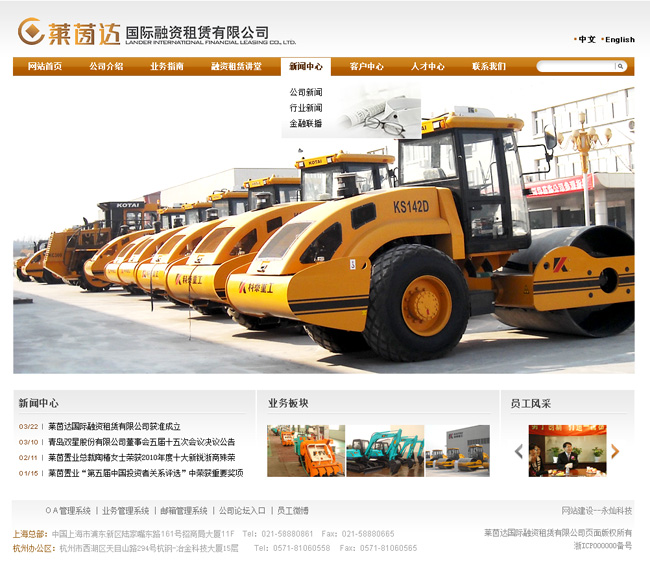 莱茵达 国际融资租赁有限公司
LANDER INTERNATIONAL FINANCIAL LEASING CO., LTD.
中文 English
网站首页 公司介绍 业务指南 融资租赁讲堂 新闻中心 客户中心 人才中心 联系我们
公司新闻
行业新闻
金融联播
KOTAI
KOTAI
KS142D
科泰重工
新闻中心
业务板块
员工风采
03/22 | 莱茵达国际融资租赁有限公司获准成立
03/10 | 青岛双星股份有限公司董事会五届十五次会议决议公告
02/11 | 莱茵置业总裁陶椿女士荣获2010年度十大新锐浙商殊荣
01/15 | 莱茵置业“第五届中国投资者关系评选”中荣获重要奖项
OA管理系统 | 业务管理系统 | 邮箱管理系统 | 公司论坛入口 | 员工微博
网站建设--永灿科技
上海总部：中国上海市浦东新区陆家嘴东路161号招商局大厦11F Tel: 021-58880861 Fax: 021-58880665
莱茵达国际融资租赁有限公司页面版权所有
杭州办公区：杭州市西湖区天目山路294号杭钢-冶金科技大厦15层 Tel: 0571-81060558 Fax: 0571-81060565
浙ICP000000备号